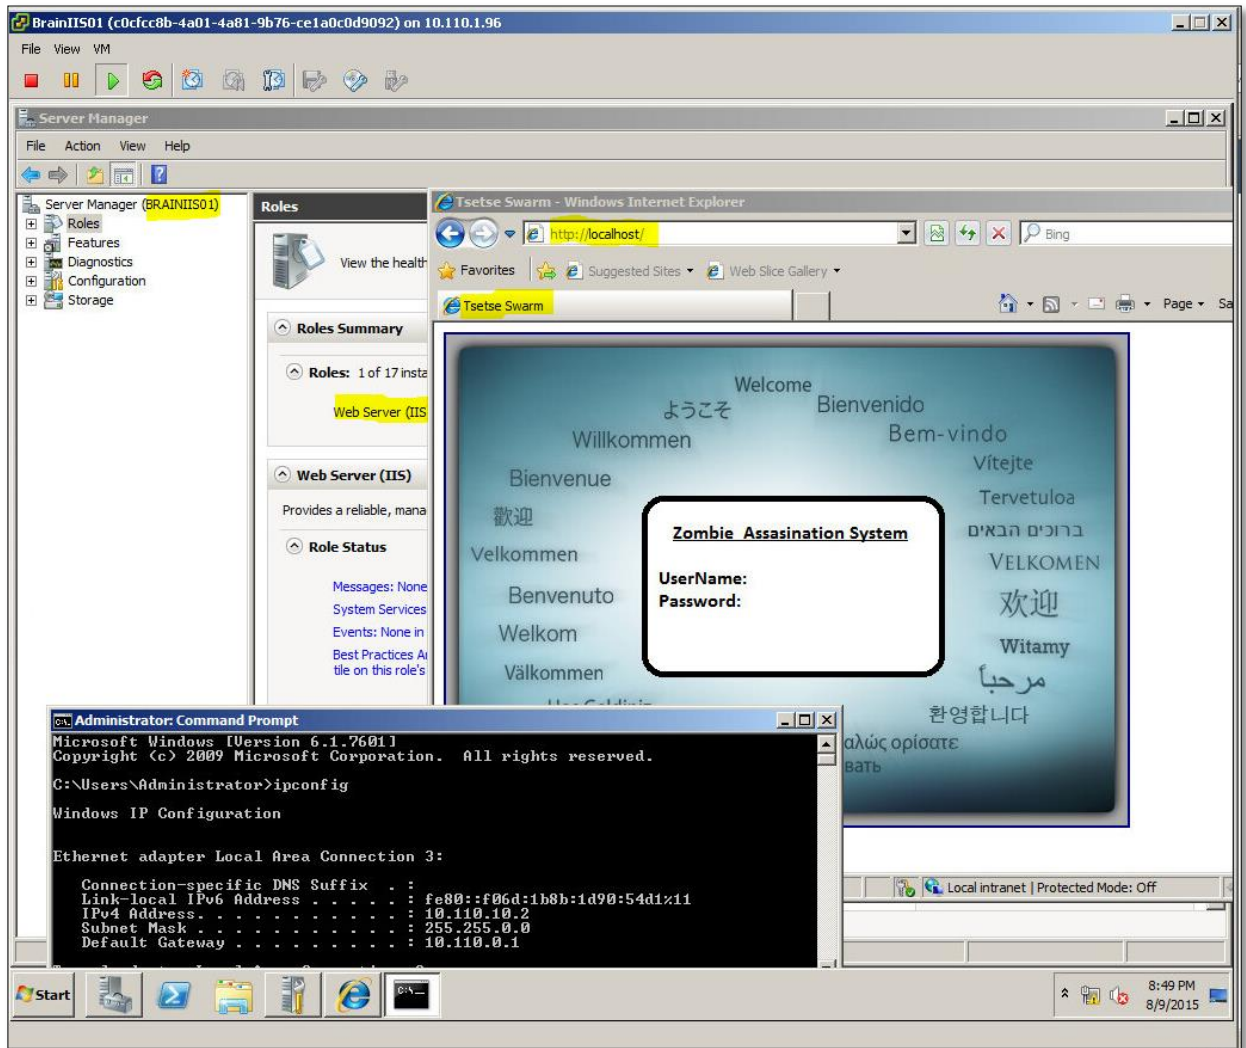 BrainIIS01 (c0cfcc8b-4a01-4a81-9b76-ce1a0c0d9092) on 10.110.1.96
File View VM
Server Manager
File Action View Help
Server Manager (BRAINIIS01)
Roles
Features
Diagnostics
Configuration
Storage
Roles
View the health
Roles Summary
Roles: 1 of 17 insta
Web Server (IIS
Web Server (IIS)
Provides a reliable, mana
Role Status
Messages: None
System Services
Events: None in
Best Practices A
tile on this role's
Tsetse Swarm - Windows Internet Explorer
http://localhost/
Bing
Favorites Suggested Sites Web Slice Gallery
Tsetse Swarm
Page Sa
Welcome
ようこそ
Bienvenido
Willkommen
Bem-vindo
Bienvenue
Vítejte
歡迎
Tervetuloa
Velkommen
ברוכים הבאים
VELKOMEN
Benvenuto
欢迎
Welkom
Witamy
Välkommen
مرحباً
환영합니다
αλώς ορίσατε
вать
Zombie Assasination System
UserName:
Password:
Local intranet | Protected Mode: Off
Administrator: Command Prompt
Microsoft Windows [Version 6.1.7601]
Copyright (c) 2009 Microsoft Corporation. All rights reserved.
C:\Users\Administrator>ipconfig
Windows IP Configuration
Ethernet adapter Local Area Connection 3:
Connection-specific DNS Suffix . :
Link-local IPv6 Address . . . . . : fe80::f06d:1b8b:1d90:54d1%11
IPv4 Address. . . . . . . . . . . : 10.110.10.2
Subnet Mask . . . . . . . . . . . : 255.255.0.0
Default Gateway . . . . . . . . . : 10.110.0.1
Start
8:49 PM
8/9/2015